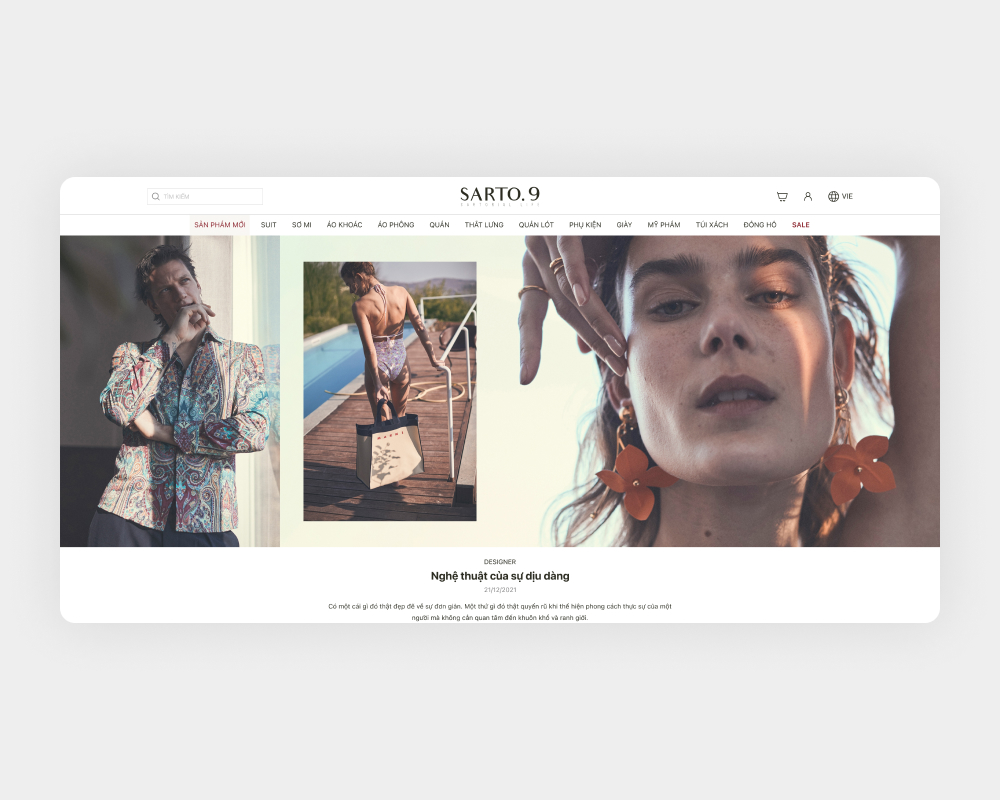 TÌM KIẾM
SARTO. 9
SARTORIAL LIFE
VIE
SẢN PHẨM MỚI SUIT SƠ MI ÁO KHOÁC ÁO PHÔNG QUẦN THẮT LƯNG QUẦN LÓT PHỤ KIỆN GIÀY MỸ PHẨM TÚI XÁCH ĐỒNG HỒ SALE
MARNI
DESIGNER
Nghệ thuật của sự dịu dàng
21/12/2021
Có một cái gì đó thật đẹp đẽ về sự đơn giản. Một thứ gì đó thật quyến rũ khi thể hiện phong cách thực sự của một
người mà không cần quan tâm đến khuôn khổ và ranh giới.